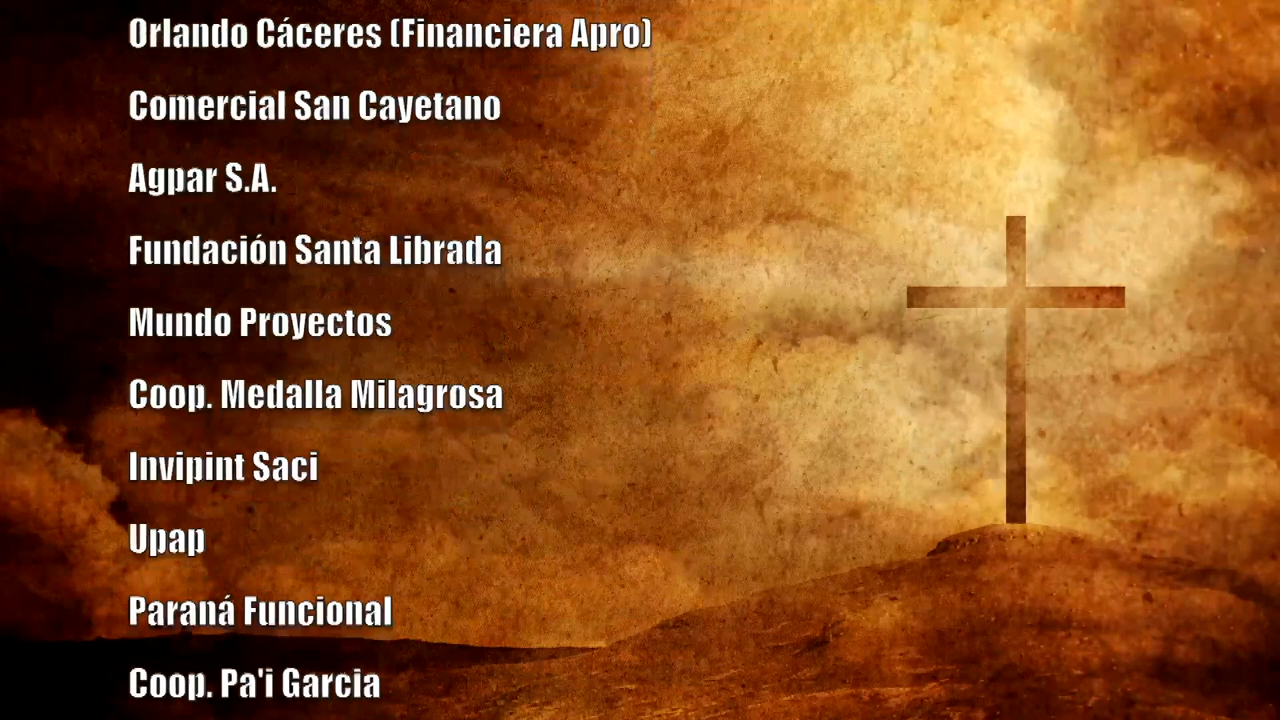 Orlando Cáceres (Financiera Apro)
Comercial San Cayetano
Agpar S.A.
Fundación Santa Librada
Mundo Proyectos
Coop. Medalla Milagrosa
Invipint Saci
Upap
Paraná Funcional
Coop. Pa'i Garcia